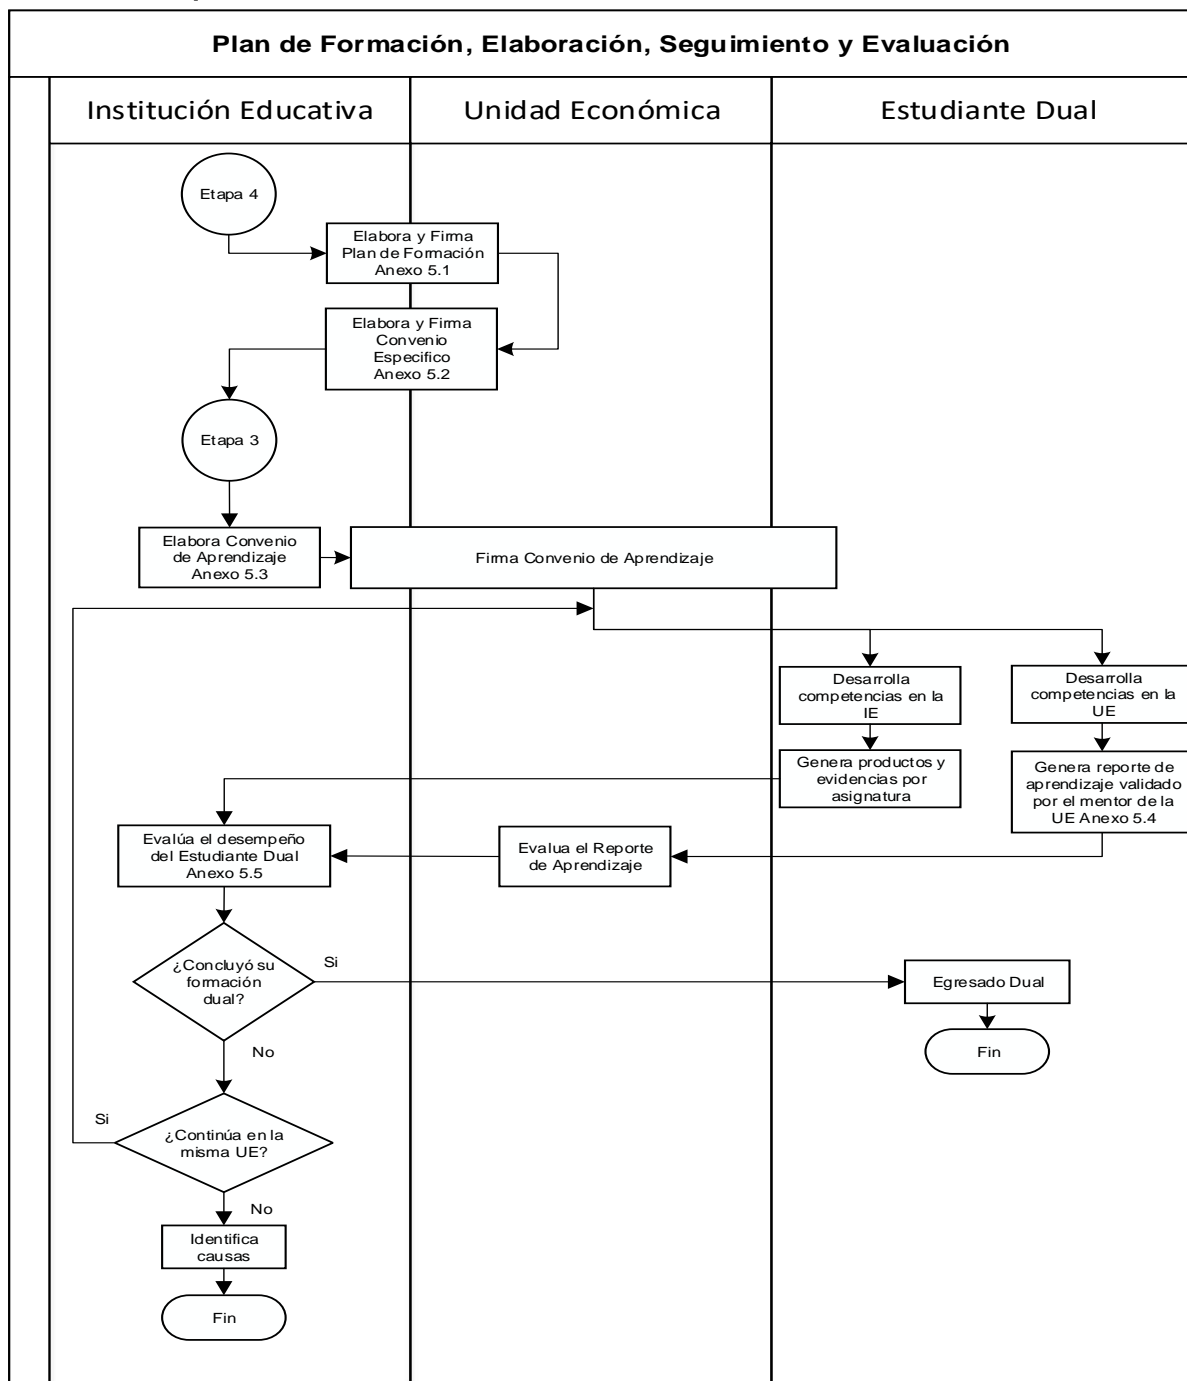 Plan de Formación, Elaboración, Seguimiento y Evaluación
Institución Educativa
Unidad Económica
Estudiante Dual
Etapa 4
Elabora y Firma
Plan de Formación
Anexo 5.1
Elabora y Firma
Convenio
Especifico
Anexo 5.2
Etapa 3
Elabora Convenio
de Aprendizaje
Anexo 5.3
Firma Convenio de Aprendizaje
Desarrolla
competencias en la
IE
Desarrolla
competencias en la
UE
Genera productos y
evidencias por
asignatura
Genera reporte de
aprendizaje validado
por el mentor de la
UE Anexo 5.4
Evalúa el desempeño
del Estudiante Dual
Anexo 5.5
Evalua el Reporte
de Aprendizaje
¿Concluyó su
formación
dual?
Si
Egresado Dual
Fin
No
Si
¿Continúa en la
misma UE?
No
Identifica
causas
Fin